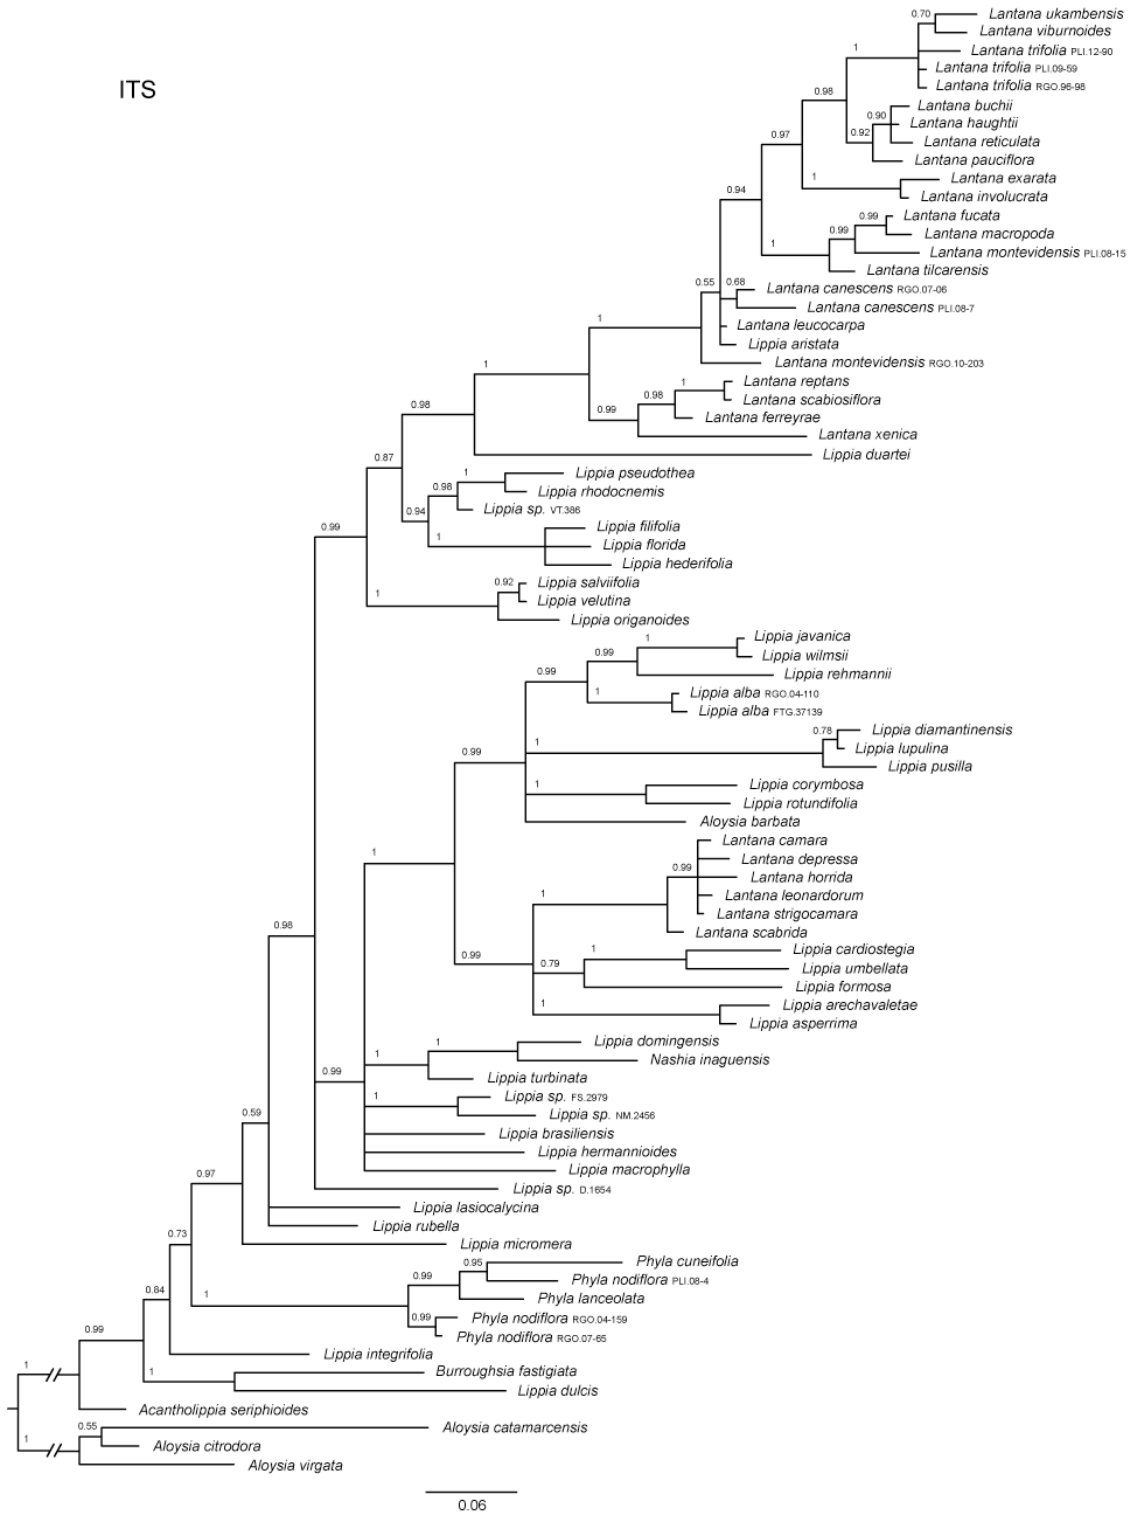 0.70
Lantana ukambensis
Lantana viburnoides
1
Lantana trifolia PLI.12-90
Lantana trifolia PLI.09-59
ITS
Lantana trifolia RGO.96-98
0.98
Lantana buchii
0.90
Lantana haughtii
0.92
0.97
Lantana reticulata
Lantana pauciflora
1
Lantana exarata
0.94
Lantana involucrata
0.99
Lantana fucata
0.99
Lantana macropoda
1
Lantana montevidensis PLI.08-15
Lantana tilcarensis
0.55
0.68
Lantana canescens RGO.07-06
Lantana canescens PLI.08-7
1
Lantana leucocarpa
Lippia aristata
1
Lantana montevidensis RGO.10-203
1
Lantana reptans
0.98
Lantana scabiosiflora
0.98
0.99
Lantana ferreyrae
Lantana xenica
0.87
Lippia duartei
1
Lippia pseudothea
0.98
Lippia rhodocnemis
0.94
Lippia sp. VT.386
0.99
Lippia filifolia
1
Lippia florida
Lippia hederifolia
0.92
Lippia salviifolia
1
Lippia velutina
Lippia origanoides
1
Lippia javanica
0.99
Lippia wilmsii
0.99
Lippia rehmannii
1
Lippia alba RGO.04-110
Lippia alba FTG.37139
0.78
Lippia diamantinensis
0.99
1
Lippia lupulina
Lippia pusilla
1
Lippia corymbosa
Lippia rotundifolia
Aloysia barbata
1
Lantana camara
Lantana depressa
0.99
Lantana horrida
1
Lantana leonardorum
Lantana strigocamara
0.98
Lantana scabrida
1
Lippia cardiostegia
0.99
0.79
Lippia umbellata
Lippia formosa
1
Lippia arechavaletae
Lippia asperrima
1
Lippia domingensis
1
Nashia inaguensis
0.99
Lippia turbinata
1
Lippia sp. FS.2979
0.59
Lippia sp. NM.2456
Lippia brasiliensis
Lippia hermannioides
0.97
Lippia macrophylla
Lippia sp. D.1654
Lippia lasiocalycina
0.73
Lippia rubella
Lippia micromera
0.95
Phyla cuneifolia
0.84
0.99
Phyla nodiflora PLI.08-4
1
Phyla lanceolata
0.99
Phyla nodiflora RGO.04-159
0.99
Phyla nodiflora RGO.07-65
Lippia integrifolia
1
1
Burroughsia fastigiata
Lippia dulcis
Acantholippia seriphioides
0.55
Aloysia catamarcensis
1
Aloysia citrodora
Aloysia virgata
0.06